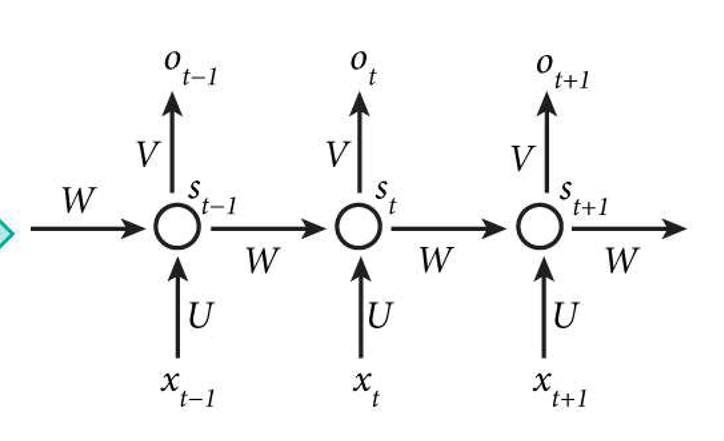 o_{t-1} o_t o_{t+1}
V V V
W s_{t-1} s_t s_{t+1}
W W W
U U U
x_{t-1} x_t x_{t+1}